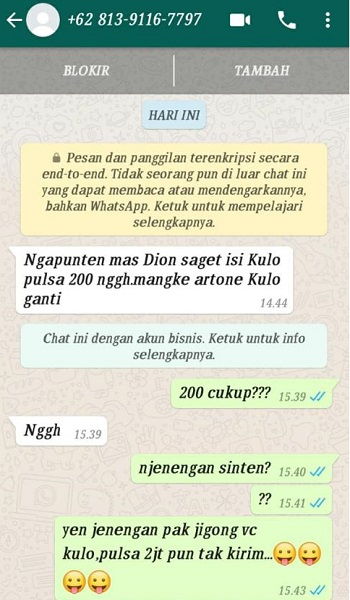 +62 813-9116-7797
BLOKIR
TAMBAH
HARI INI
Pesan dan panggilan terenkripsi secara
end-to-end. Tidak seorang pun di luar chat ini
yang dapat membaca atau mendengarkannya,
bahkan WhatsApp. Ketuk untuk mempelajari
selengkapnya.
Ngapunten mas Dion saget isi Kulo
pulsa 200 nggh.mangke artone Kulo
ganti
14.44
Chat ini dengan akun bisnis. Ketuk untuk info
selengkapnya.
200 cukup??? 15.39
Nggh 15.39
njenengan sinten? 15.40
?? 15.41
yen jenengan pak jigong vc
kulo,pulsa 2jt pun tak kirim...😛😛
😛😛
15.43